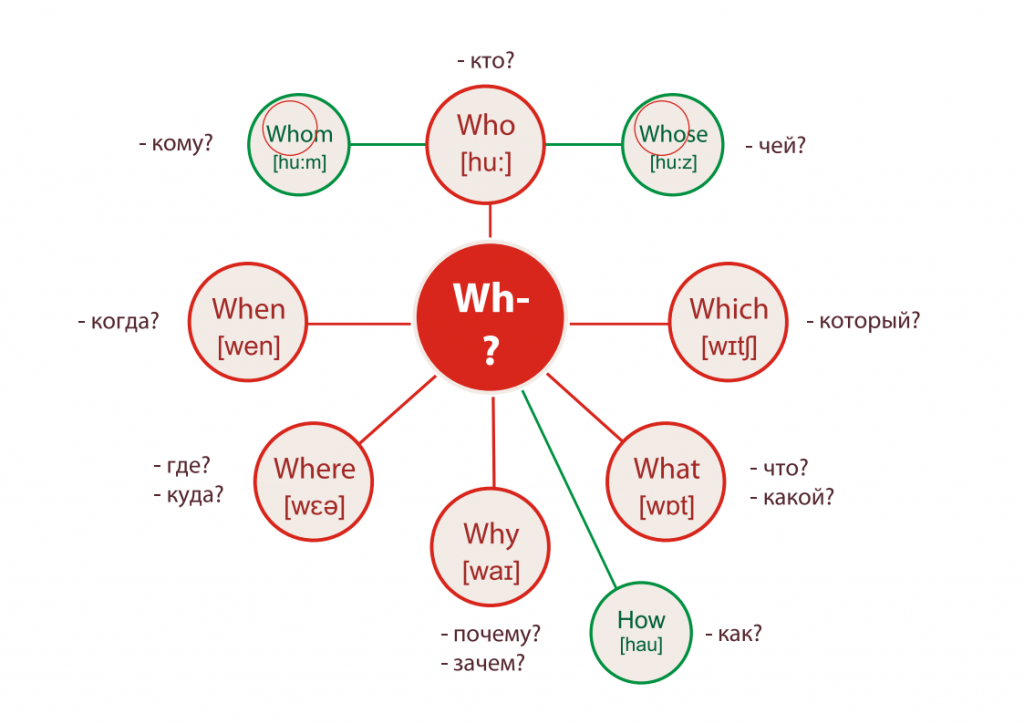 - кто?
Who
[hu:]
Whom
[hu:m]
- кому?
Whose
[hu:z]
- чей?
Wh-
?
When
[wen]
- когда?
Which
[wɪtʃ]
- который?
Where
[wɛə]
- где?
- куда?
What
[wɒt]
- что?
- какой?
Why
[waɪ]
- почему?
- зачем?
How
[hau]
- как?